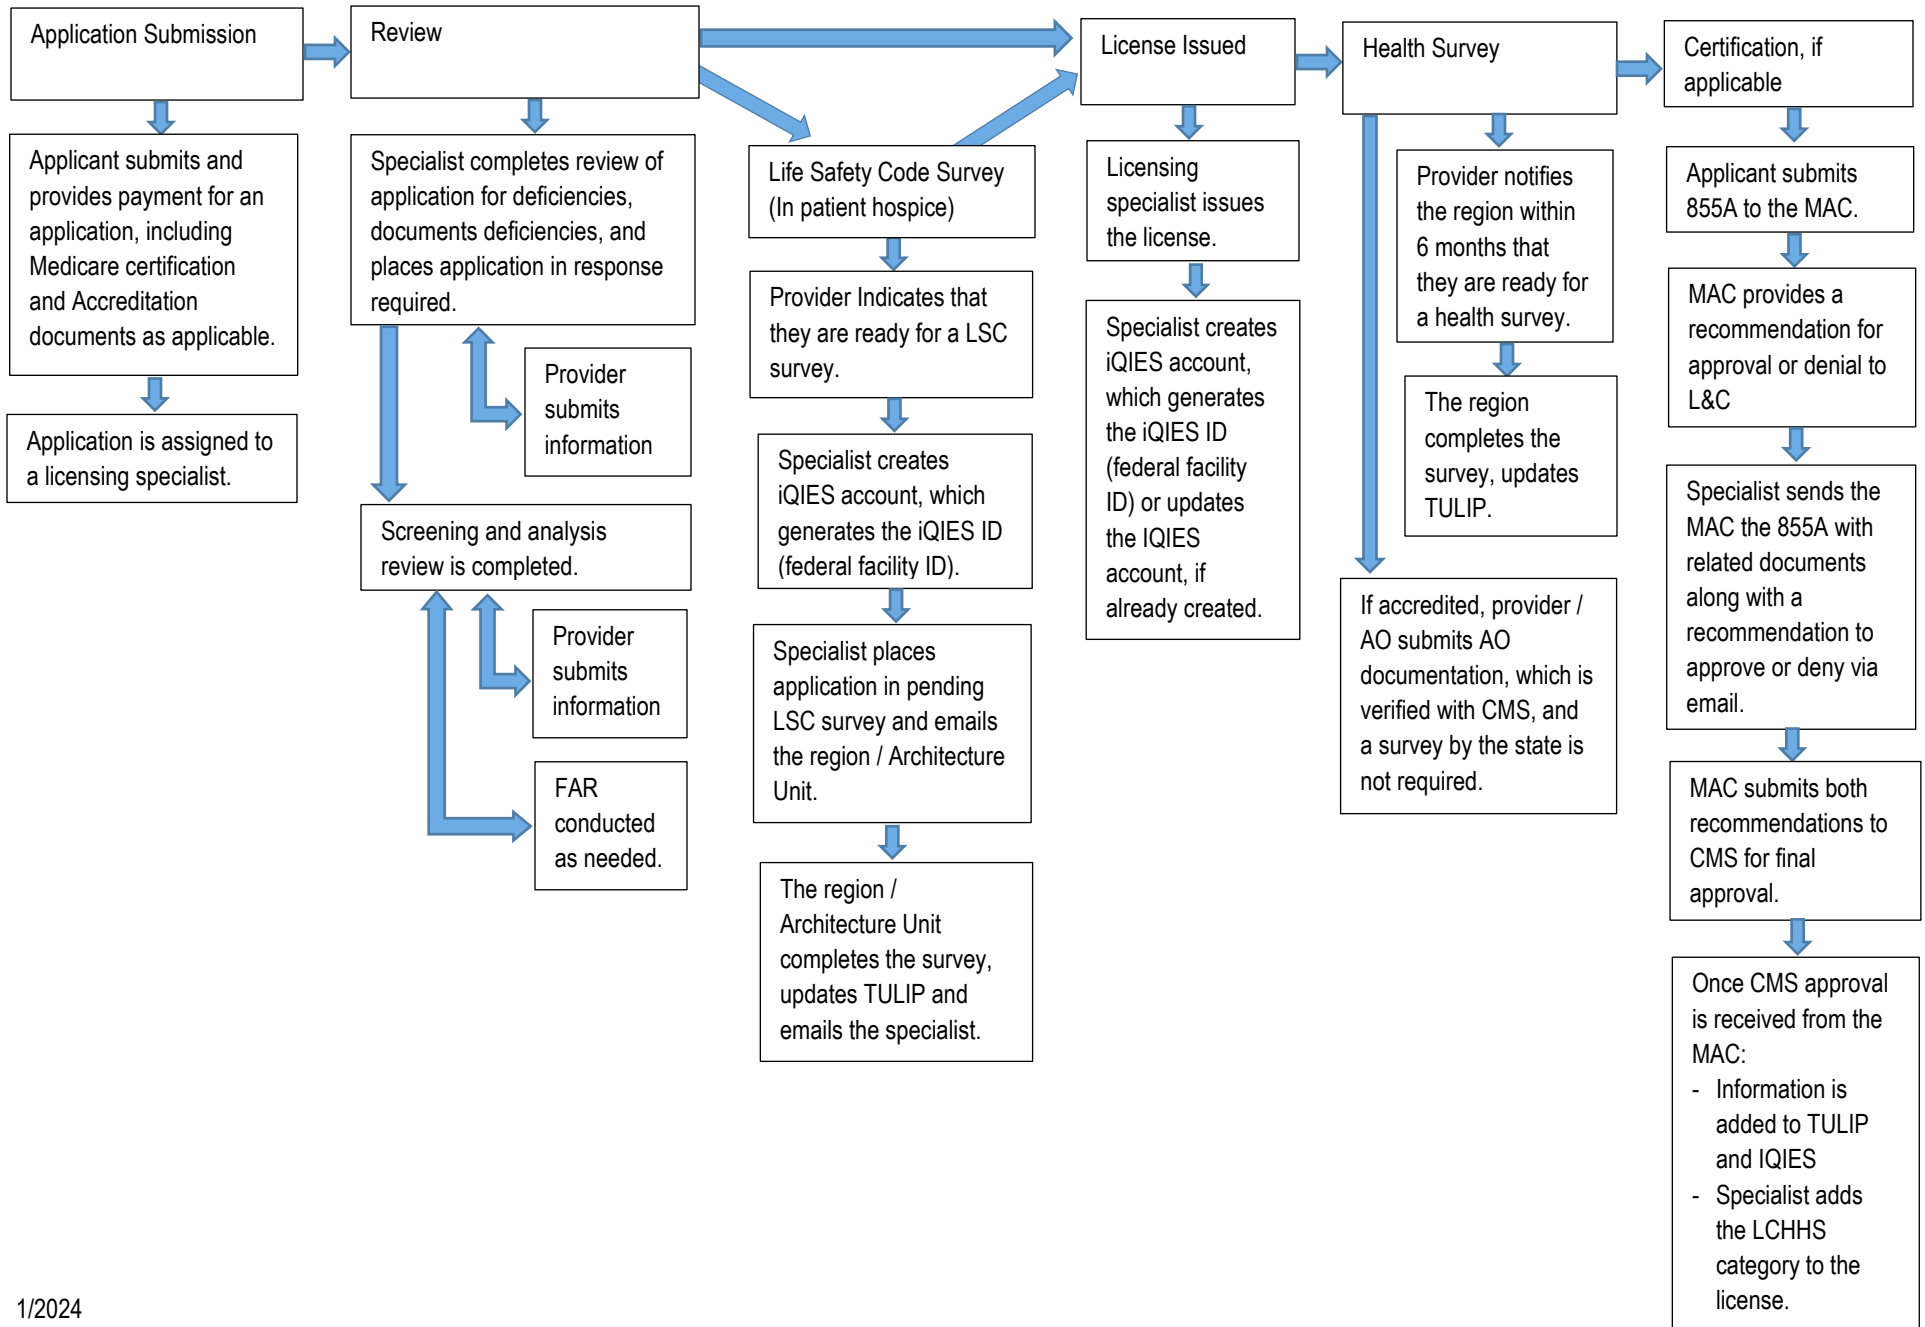 Application Submission
Applicant submits and
provides payment for an
application, including
Medicare certification
and Accreditation
documents as applicable.
Application is assigned to
a licensing specialist.
Review
Specialist completes review of
application for deficiencies,
documents deficiencies, and
places application in response
required.
Provider
submits
information
Screening and analysis
review is completed.
Provider
submits
information
FAR
conducted
as needed.
Life Safety Code Survey
(In patient hospice)
Provider Indicates that
they are ready for a LSC
survey.
Specialist creates
iQIES account, which
generates the iQIES ID
(federal facility ID).
Specialist places
application in pending
LSC survey and emails
the region / Architecture
Unit.
The region /
Architecture Unit
completes the survey,
updates TULIP and
emails the specialist.
License Issued
Licensing
specialist issues
the license.
Specialist creates
iQIES account,
which generates
the iQIES ID
(federal facility
ID) or updates
the IQIES
account, if
already created.
Health Survey
Provider notifies
the region within
6 months that
they are ready for
a health survey.
The region
completes the
survey, updates
TULIP.
If accredited, provider /
AO submits AO
documentation, which is
verified with CMS, and
a survey by the state is
not required.
Certification, if
applicable
Applicant submits
855A to the MAC.
MAC provides a
recommendation for
approval or denial to
L&C
Specialist sends the
MAC the 855A with
related documents
along with a
recommendation to
approve or deny via
email.
MAC submits both
recommendations to
CMS for final
approval.
Once CMS approval
is received from the
MAC:
- Information is
added to TULIP
and IQIES
- Specialist adds
the LCHHS
category to the
license.
1/2024